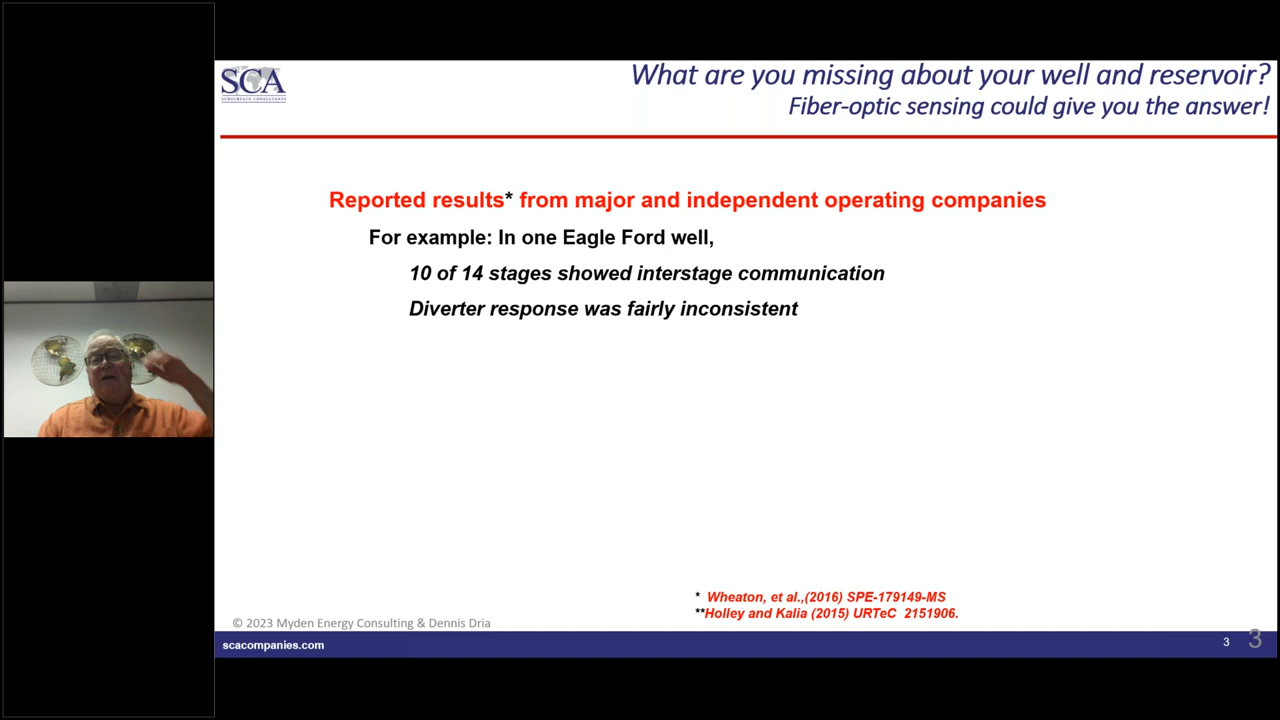 SCA
SUBSURFACE CONSULTANTS
What are you missing about your well and reservoir?
Fiber-optic sensing could give you the answer!
Reported results* from major and independent operating companies
For example: In one Eagle Ford well,
10 of 14 stages showed interstage communication
Diverter response was fairly inconsistent
* Wheaton, et al.,(2016) SPE-179149-MS
**Holley and Kalia (2015) URTeC 2151906.
© 2023 Myden Energy Consulting & Dennis Dria
scacompanies.com
3 3